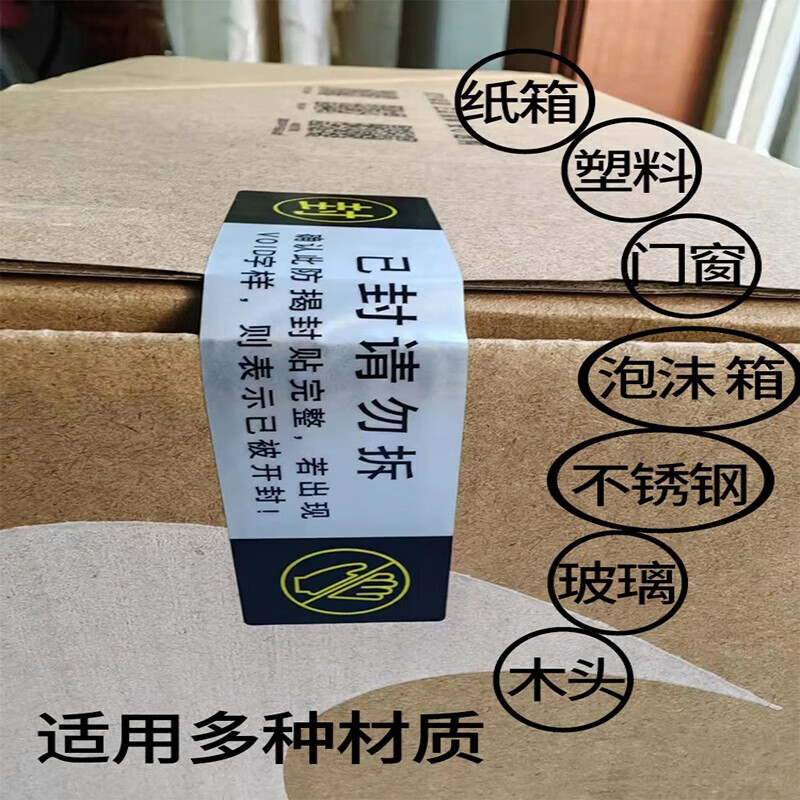 纸箱
塑料
门窗
泡沫箱
不锈钢
玻璃
木头
封
已封请勿拆
确认此防揭封贴完整，若出现
VOID字样，则表示已被开封！
适用多种材质